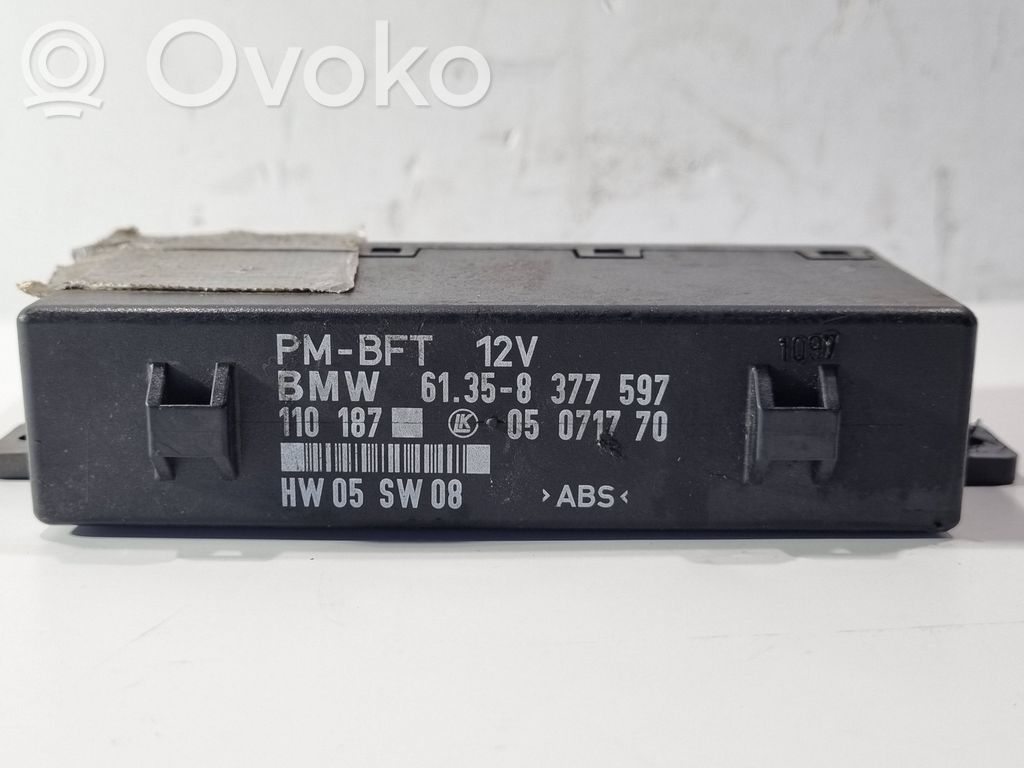 Ovoko
PM-BFT 12V
1097
BMW 61.35-8 377 597
110 187 LK 05 0717 70
HW 05 SW 08 >ABS<